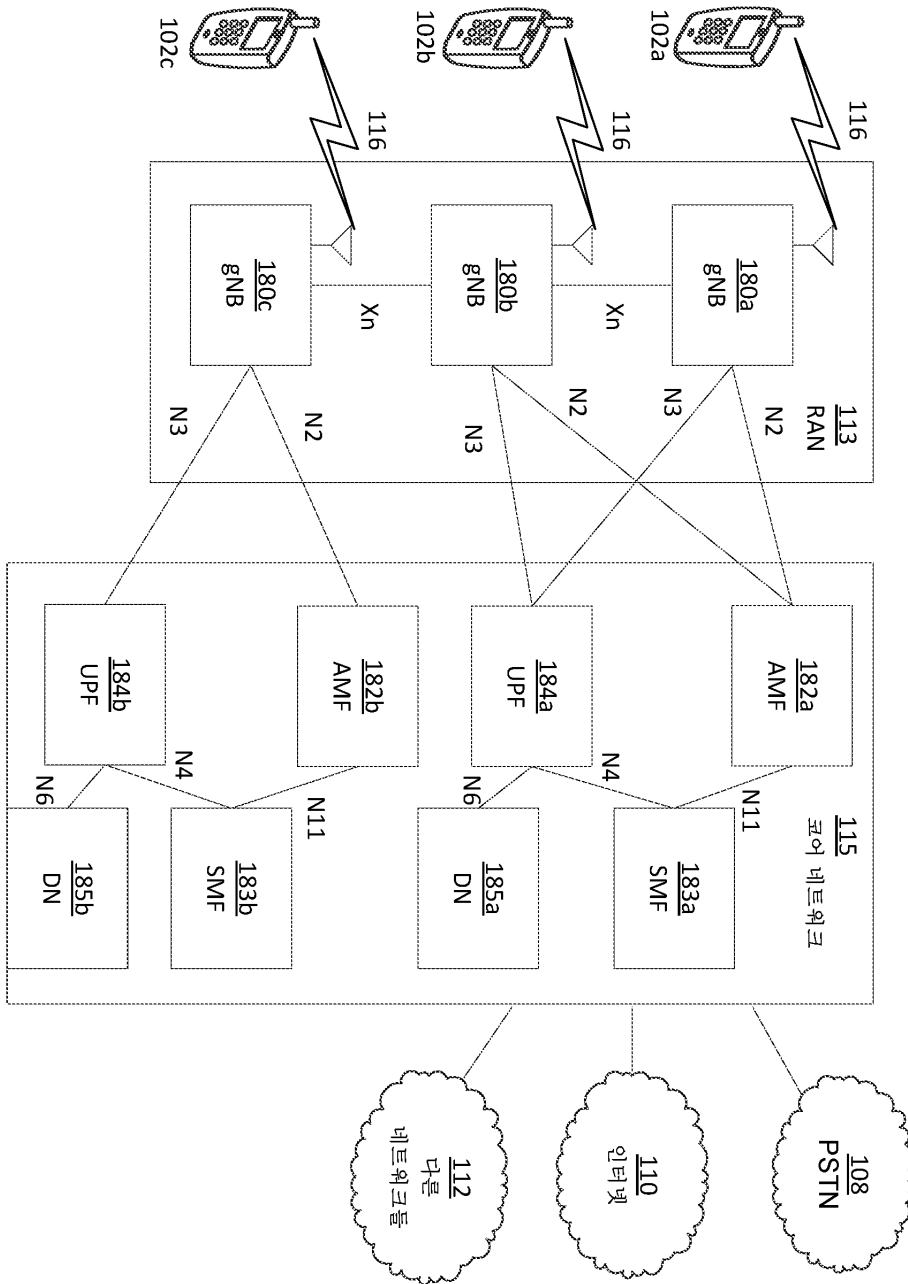 102a
102b
102c
116
116
116
113
RAN
180a
gNB
180b
gNB
180c
gNB
Xn
Xn
N2
N3
N2
N3
N2
N3
115
코어 네트워크
182a
AMF
184a
UPF
182b
AMF
184b
UPF
N11
N4
N6
N11
N4
N6
183a
SMF
185a
DN
183b
SMF
185b
DN
108
PSTN
110
인터넷
112
다른
네트워크들